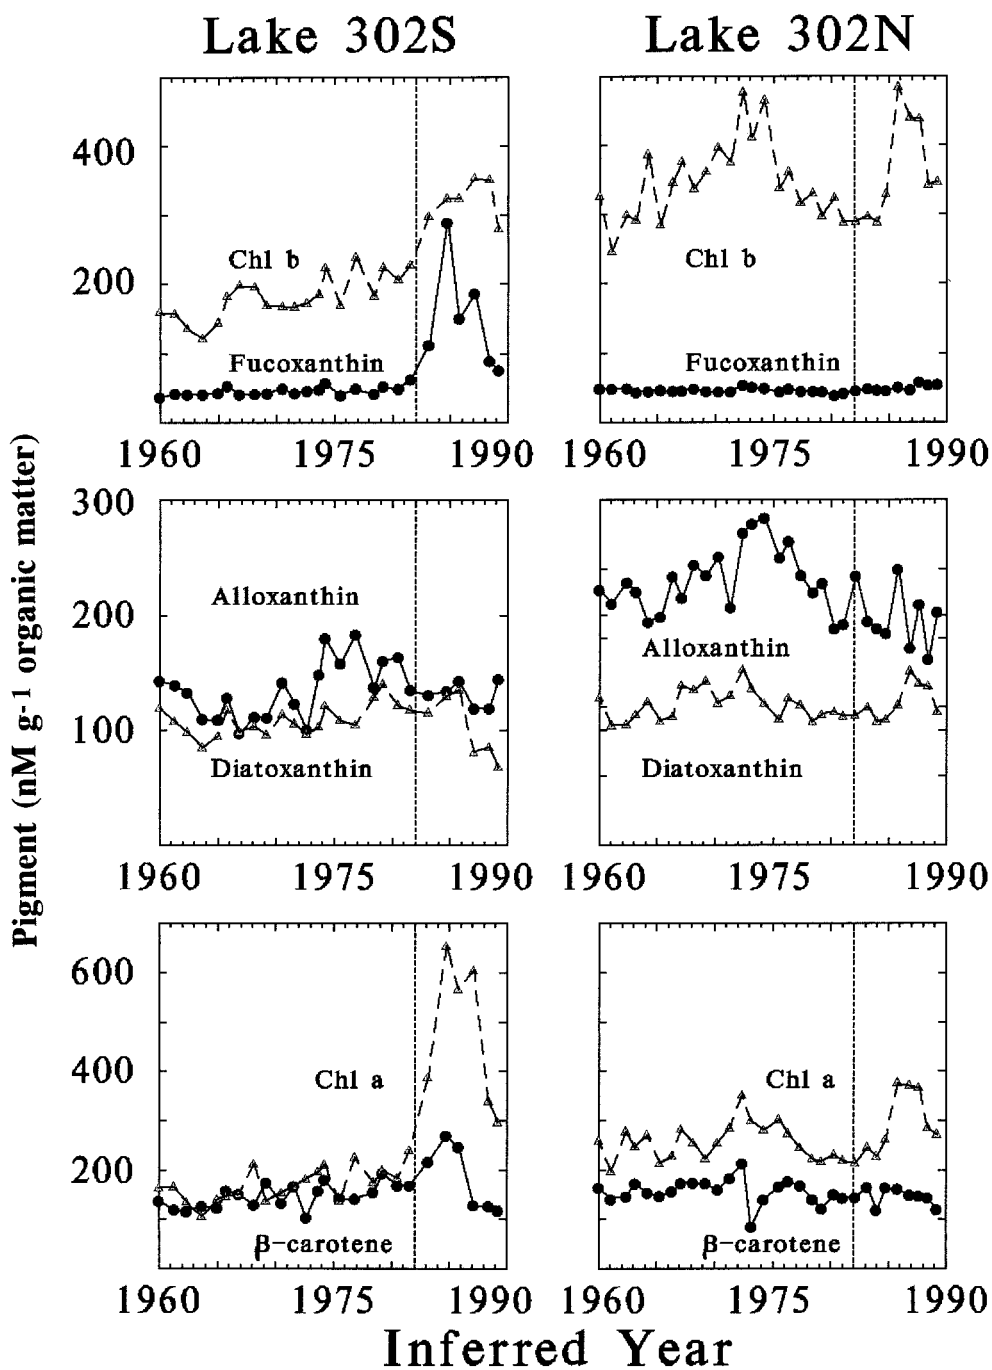 Lake 302S Lake 302N
400
200
Chl b
Fucoxanthin
Chl b
Fucoxanthin
1960 1975 1990 1960 1975 1990
300
200
100
Alloxanthin
Diatoxanthin
Alloxanthin
Diatoxanthin
1960 1975 1990 1960 1975 1990
600
400
200
Chl a
β-carotene
Chl a
β-carotene
1960 1975 1990 1960 1975 1990
Pigment (nM g-1 organic matter)
Inferred Year